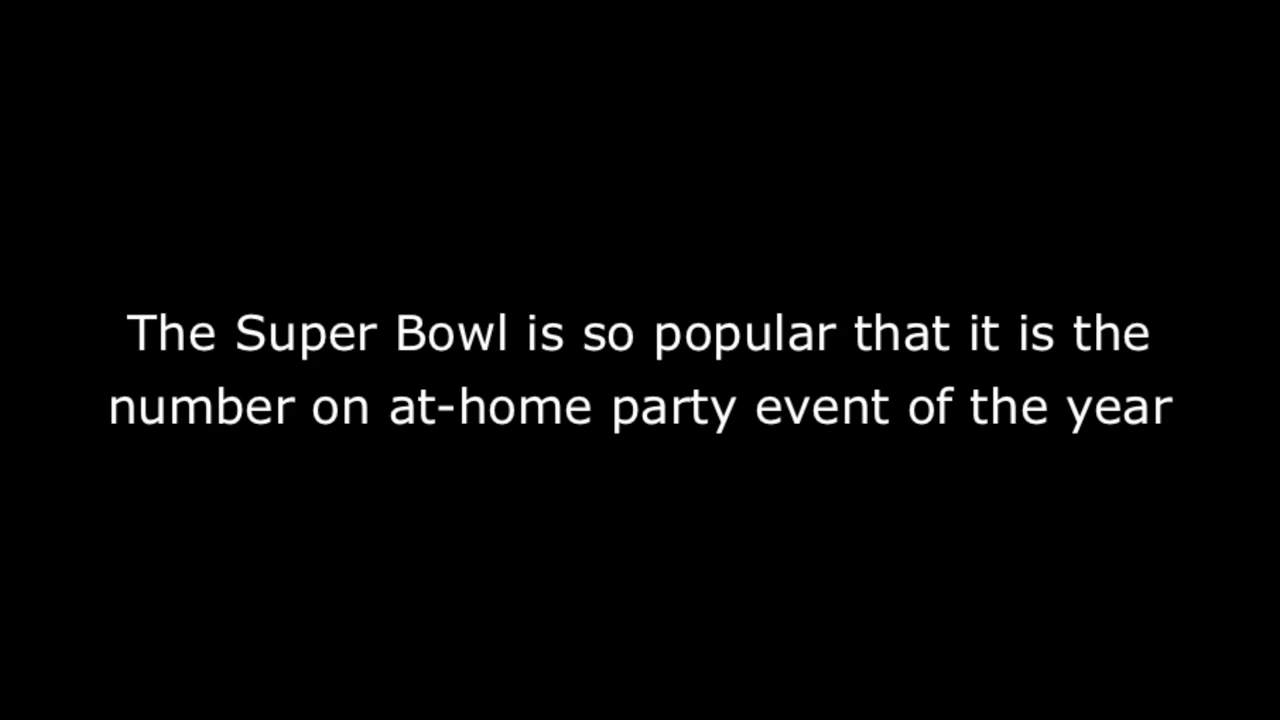 The Super Bowl is so popular that it is the
number on at-home party event of the year